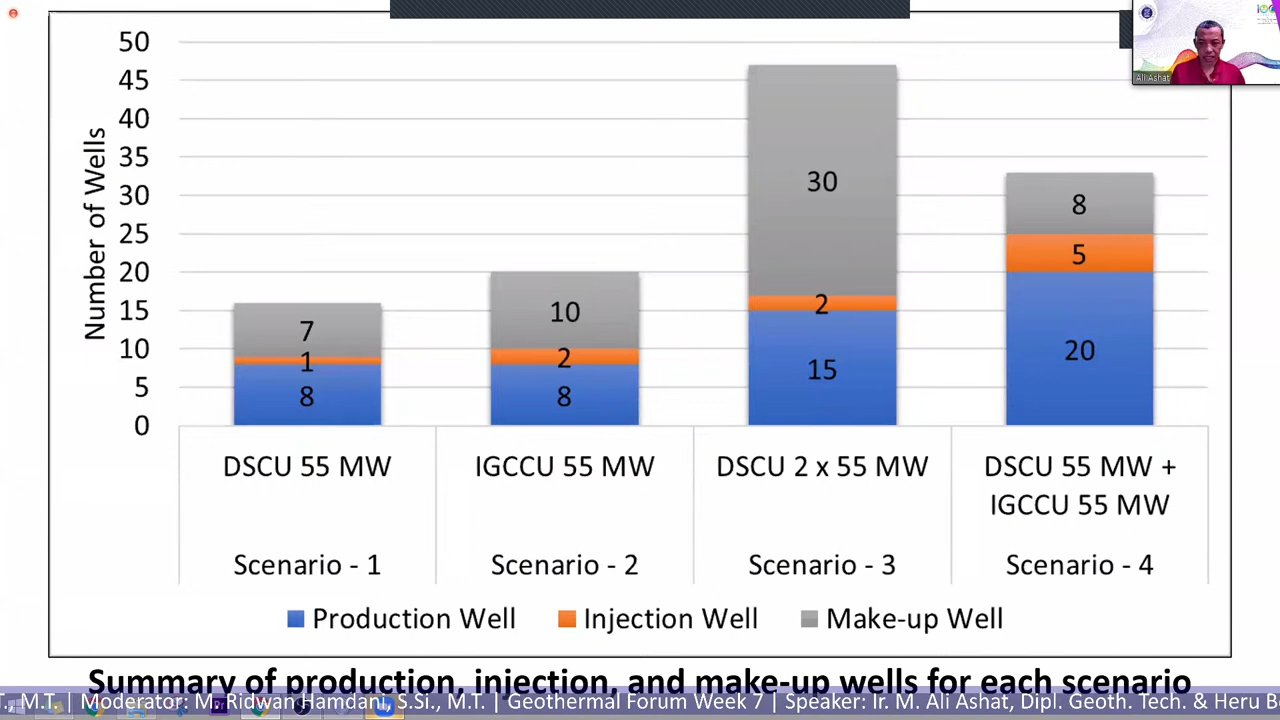 Ali Ashat
Number of Wells
50
45
40
35
30
25
20
15
10
5
0
7
1
8
10
2
8
30
2
15
8
5
20
DSCU 55 MW
Scenario - 1
IGCCU 55 MW
Scenario - 2
DSCU 2 x 55 MW
Scenario - 3
DSCU 55 MW +
IGCCU 55 MW
Scenario - 4
Production Well
Injection Well
Make-up Well
Summary of production, injection, and make-up wells for each scenario
T., M.T. | Moderator: M. Ridwan Hamdani, S.Si., M.T. | Geothermal Forum Week 7 | Speaker: Ir. M. Ali Ashat, Dipl. Geoth. Tech. & Heru B